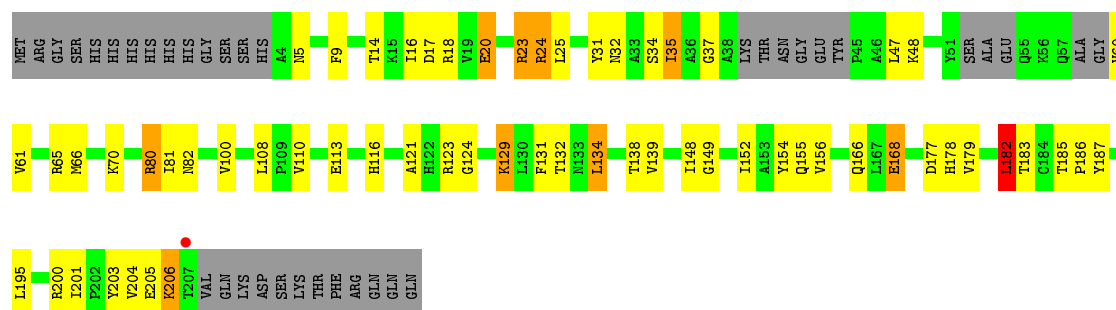 MET ARG GLY SER HIS HIS HIS HIS HIS HIS GLY SER SER HIS A4 N5 F9 T14 K15 I16 D17 R18 V19 E20 R23 R24 L25 Y31 N32 A33 S34 I35 A36 G37 A38 LYS THR ASN GLY GLU TYR P45 A46 L47 K48 Y51 SER ALA GLU Q55 K56 Q57 ALA GLY
V61 R65 M66 K70 R80 I81 N82 V100 L108 P109 V110 E113 H116 A121 H122 R123 G124 K129 L130 F131 T132 N133 L134 T138 V139 I148 G149 I152 A153 Y154 Q155 V156 Q166 L167 E168 D177 H178 V179 L182 T183 C184 T185 P186 Y187
L195 R200 I201 P202 Y203 V204 E205 K206 T207 VAL GLN LYS ASP SER LYS THR PHE ARG GLN GLN GLN